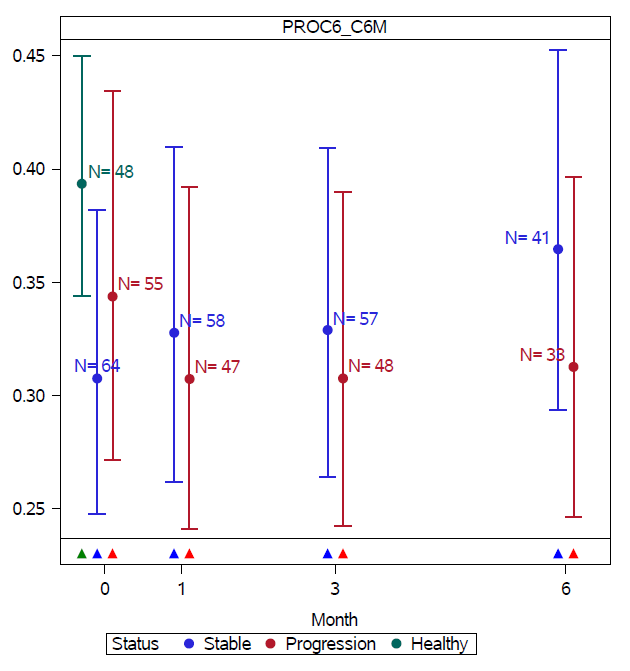 PROC6_C6M
0.45
0.40
0.35
0.30
0.25
N= 48
N= 64
N= 55
N= 58
N= 47
N= 57
N= 48
N= 41
N= 33
0 1 3 6
Month
Status Stable Progression Healthy